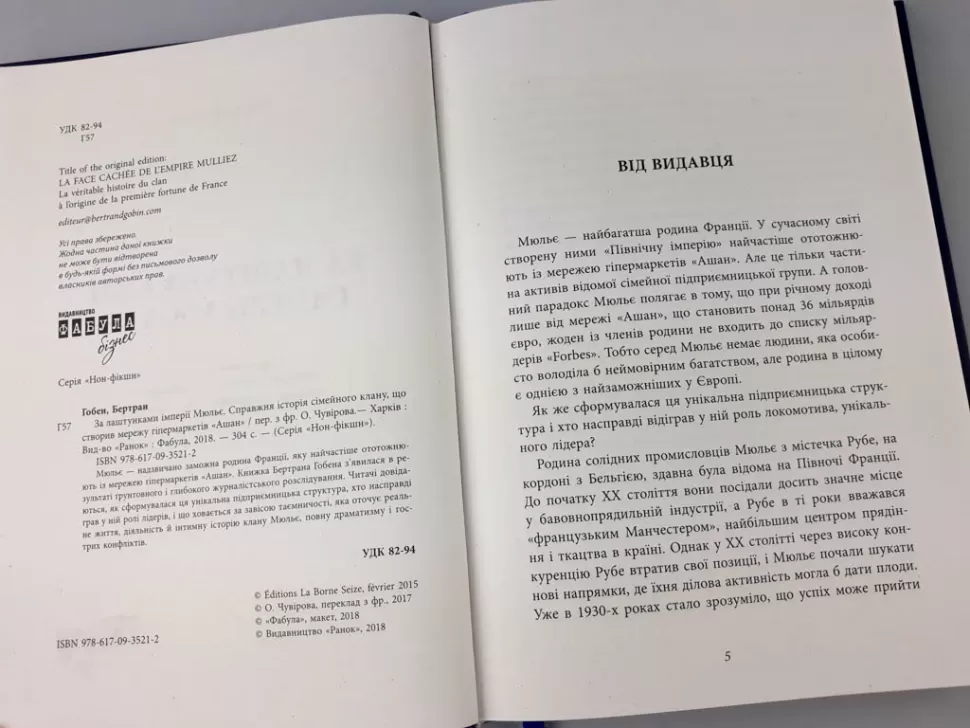 УДК 82-94
Г57
Title of the original edition:
LA FACE CACHÉE DE L'EMPIRE MULLIEZ
La véritable histoire du clan
à l'origine de la première fortune de France
editeur@bertrandgobin.com
Усі права збережено.
Жодна частина даної книжки
не може бути відтворена
в будь-якій формі без письмового дозволу
власників авторських прав.
ВИДАВНИЦТВО
ФАБУЛА
бізнес
Серія «Нон-фікшн»
Гобен, Бертран
Г57 За лаштунками імперії Мюльє. Справжня історія сімейного клану, що
створив мережу гіпермаркетів «Ашан» / пер. з фр. О. Чувірова.— Харків :
Вид-во «Ранок» : Фабула, 2018. — 304 с. — (Серія «Нон-фікшн»).
ISBN 978-617-09-3521-2
Мюльє — надзвичано заможна родина Франції, яку найчастіше ототожню-
ють із мережею гіпермаркетів «Ашан». Книжка Бертрана Гобена з'явилася в ре-
зультаті ґрунтовного і глибокого журналістського розслідування. Читачі довіда-
ються, як сформувалася ця унікальна підприємницька структура, хто насправді
грав у ній ролі лідерів, і що ховається за завісою таємничості, яка оточує реаль-
не життя, діяльність й інтимну історію клану Мюльє, повну драматизму і гос-
трих конфліктів.
УДК 82-94
© Éditions La Borne Seize, février 2015
© О. Чувірова, переклад з фр., 2017
© «Фабула», макет, 2018
ISBN 978-617-09-3521-2 © Видавництво «Ранок», 2018
ВІД ВИДАВЦЯ
Мюльє — найбагатша родина Франції. У сучасному світі
створену ними «Північну імперію» найчастіше ототожню-
ють із мережею гіпермаркетів «Ашан». Але це тільки части-
на активів відомої сімейної підприємницької групи. А голов-
ний парадокс Мюльє полягає в тому, що при річному доході
лише від мережі «Ашан», що становить понад 36 мільярдів
євро, жоден із членів родини не входить до списку мільяр-
дерів «Forbes». Тобто серед Мюльє немає людини, яка особи-
сто володіла б неймовірним багатством, але родина в цілому
є однією з найзаможніших у Європі.
Як же сформувалася ця унікальна підприємницька струк-
тура і хто насправді відіграв у ній роль локомотива, унікаль-
ного лідера?
Родина солідних промисловців Мюльє з містечка Рубе, на
кордоні з Бельгією, здавна була відома на Півночі Франції.
До початку XX століття вони посідали досить значне місце
у бавовнопрядильній індустрії, а Рубе в ті роки вважався
«французьким Манчестером», найбільшим центром прядін-
ня і ткацтва в країні. Однак у XX столітті через високу кон-
куренцію Рубе втратив свої позиції, і Мюльє почали шукати
нові напрямки, де їхня ділова активність могла б дати плоди.
Уже в 1930-х роках стало зрозуміло, що успіх може прийти
5